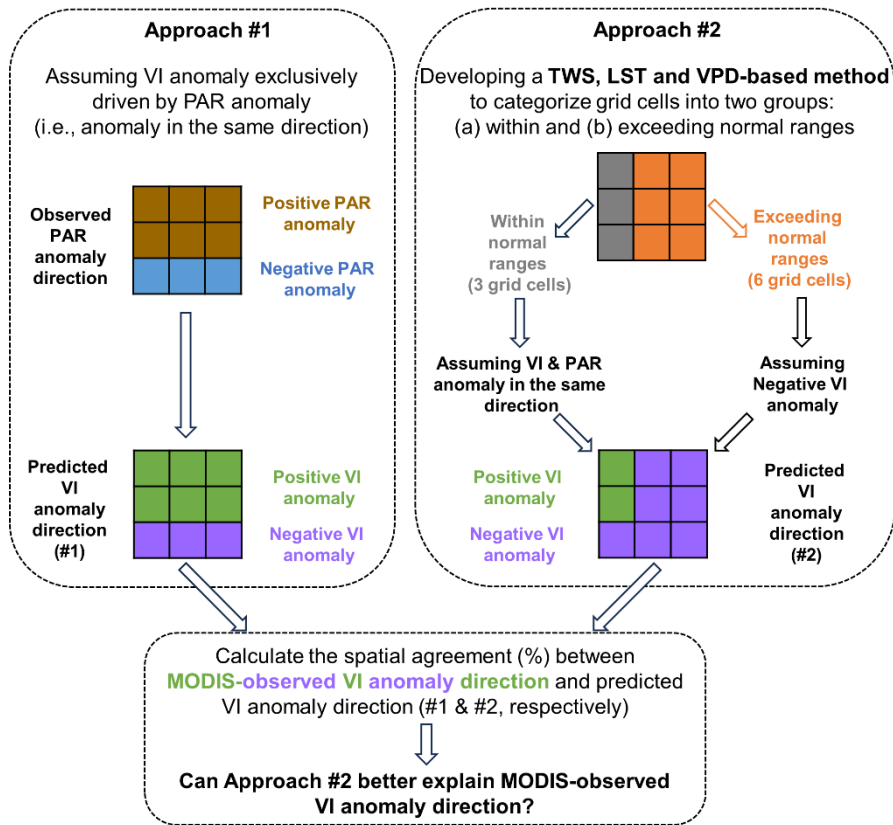 Approach #1
Assuming VI anomaly exclusively
driven by PAR anomaly
(i.e., anomaly in the same direction)
Observed
PAR
anomaly
direction
Positive PAR
anomaly
Negative PAR
anomaly
Predicted
VI
anomaly
direction
(#1)
Positive VI
anomaly
Negative VI
anomaly
Approach #2
Developing a TWS, LST and VPD-based method
to categorize grid cells into two groups:
(a) within and (b) exceeding normal ranges
Within
normal
ranges
(3 grid cells)
Exceeding
normal
ranges
(6 grid cells)
Assuming VI & PAR
anomaly in the same
direction
Assuming
Negative VI
anomaly
Positive VI
anomaly
Negative VI
anomaly
Predicted
VI
anomaly
direction
(#2)
Calculate the spatial agreement (%) between
MODIS-observed VI anomaly direction and predicted
VI anomaly direction (#1 & #2, respectively)
Can Approach #2 better explain MODIS-observed
VI anomaly direction?